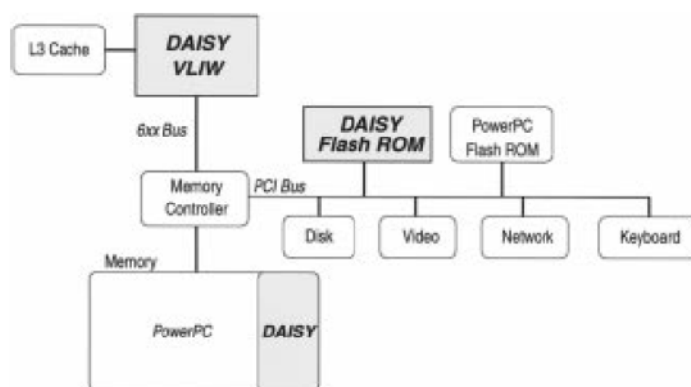 L3 Cache
DAISY
VLIW
6xx Bus
DAISY
Flash ROM
PowerPC
Flash ROM
Memory
Controller
PCI Bus
Disk
Video
Network
Keyboard
Memory
PowerPC
DAISY